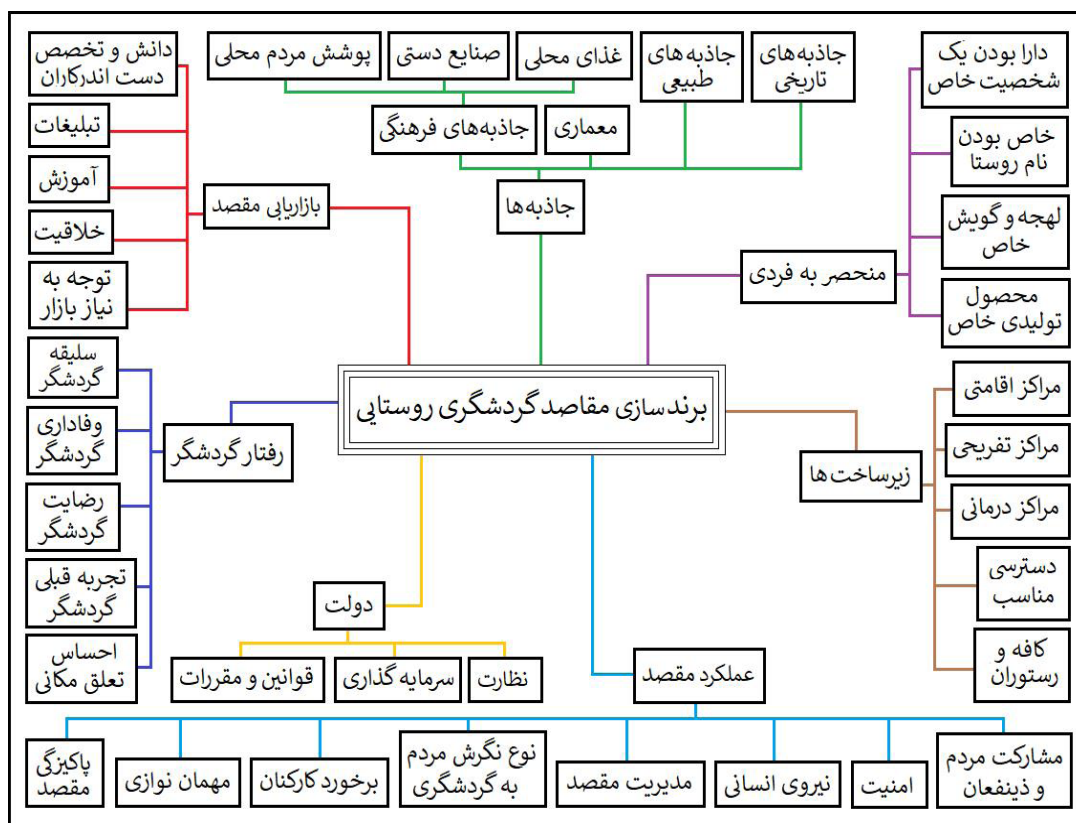 برندسازی مقاصد گردشگری روستایی
منحصر به فردی
دارا بودن یک
شخصیت خاص
خاص بودن
نام روستا
لهجه و گویش
خاص
محصول
تولیدی خاص
جاذبه‌ها
جاذبه‌های
تاریخی
جاذبه‌های
طبیعی
معماری
جاذبه‌های فرهنگی
غذای محلی
صنایع دستی
پوشش مردم محلی
بازاریابی مقصد
دانش و تخصص
دست اندرکاران
تبلیغات
آموزش
خلاقیت
توجه به
نیاز بازار
زیرساخت ها
مراکز اقامتی
مراکز تفریحی
مراکز درمانی
دسترسی
مناسب
کافه و
رستوران
رفتار گردشگر
سلیقه
گردشگر
وفاداری
گردشگر
رضایت
گردشگر
تجربه قبلی
گردشگر
احساس
تعلق مکانی
دولت
نظارت
سرمایه گذاری
قوانین و مقررات
عملکرد مقصد
مشارکت مردم
و ذینفعان
امنیت
نیروی انسانی
مدیریت مقصد
نوع نگرش مردم
به گردشگری
برخورد کارکنان
مهمان نوازی
پاکیزگی
مقصد